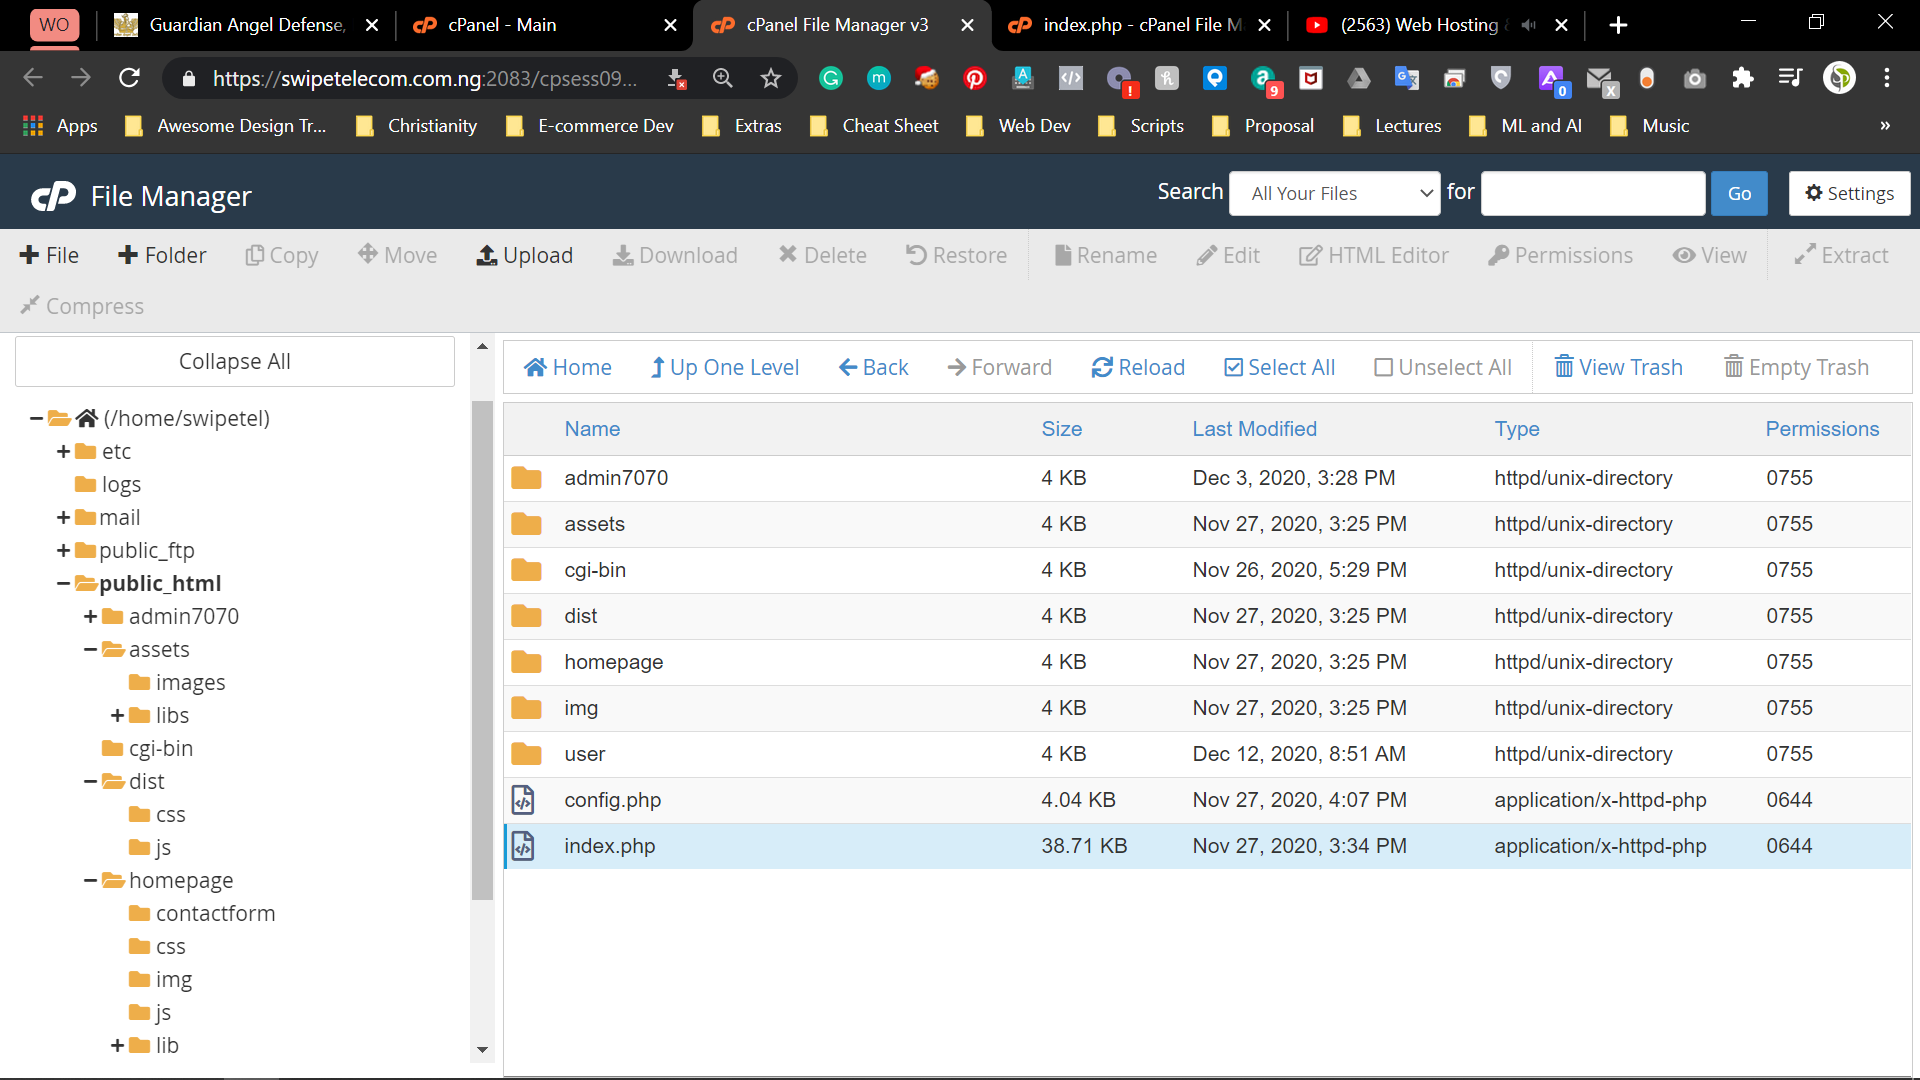 WO
Guardian Angel Defense,
cPanel - Main
cPanel File Manager v3
index.php - cPanel File M
(2563) Web Hosting
https://swipetelecom.com.ng:2083/cpsess09...
9
0
X
Apps
Awesome Design Tr...
Christianity
E-commerce Dev
Extras
Cheat Sheet
Web Dev
Scripts
Proposal
Lectures
ML and AI
Music
»
cP File Manager
Search
All Your Files
for
Go
Settings
File
Folder
Copy
Move
Upload
Download
Delete
Restore
Rename
Edit
HTML Editor
Permissions
View
Extract
Compress
Collapse All
(/home/swipetel)
etc
logs
mail
public_ftp
public_html
admin7070
assets
images
libs
cgi-bin
dist
css
js
homepage
contactform
css
img
js
lib
Home
Up One Level
Back
Forward
Reload
Select All
Unselect All
View Trash
Empty Trash
Name Size Last Modified Type Permissions
admin7070 4 KB Dec 3, 2020, 3:28 PM httpd/unix-directory 0755
assets 4 KB Nov 27, 2020, 3:25 PM httpd/unix-directory 0755
cgi-bin 4 KB Nov 26, 2020, 5:29 PM httpd/unix-directory 0755
dist 4 KB Nov 27, 2020, 3:25 PM httpd/unix-directory 0755
homepage 4 KB Nov 27, 2020, 3:25 PM httpd/unix-directory 0755
img 4 KB Nov 27, 2020, 3:25 PM httpd/unix-directory 0755
user 4 KB Dec 12, 2020, 8:51 AM httpd/unix-directory 0755
config.php 4.04 KB Nov 27, 2020, 4:07 PM application/x-httpd-php 0644
index.php 38.71 KB Nov 27, 2020, 3:34 PM application/x-httpd-php 0644